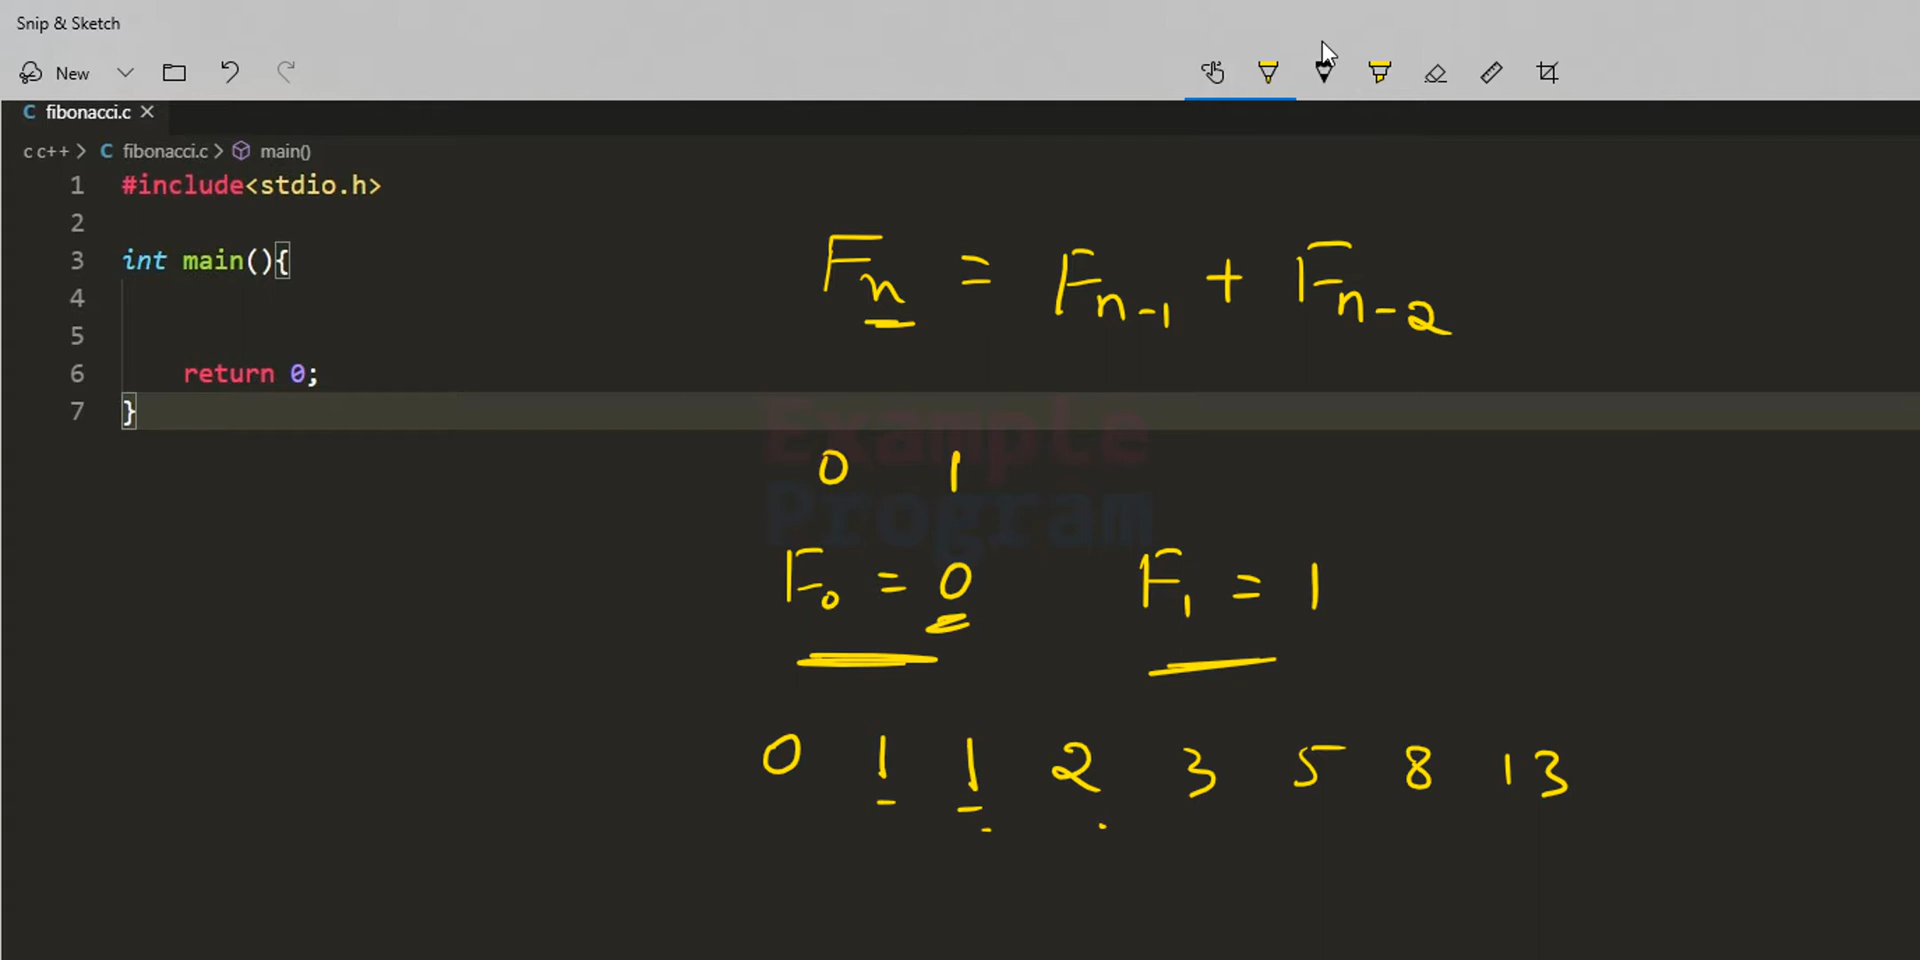 Snip & Sketch
New
fibonacci.c
c c++ > fibonacci.c > main()
1 #include<stdio.h>
2
3 int main(){
4
5
6 return 0;
7 }
Fn = Fn-1 + Fn-2
Example
0 1
Program
F0 = 0 F1 = 1
0 1 1 2 3 5 8 13